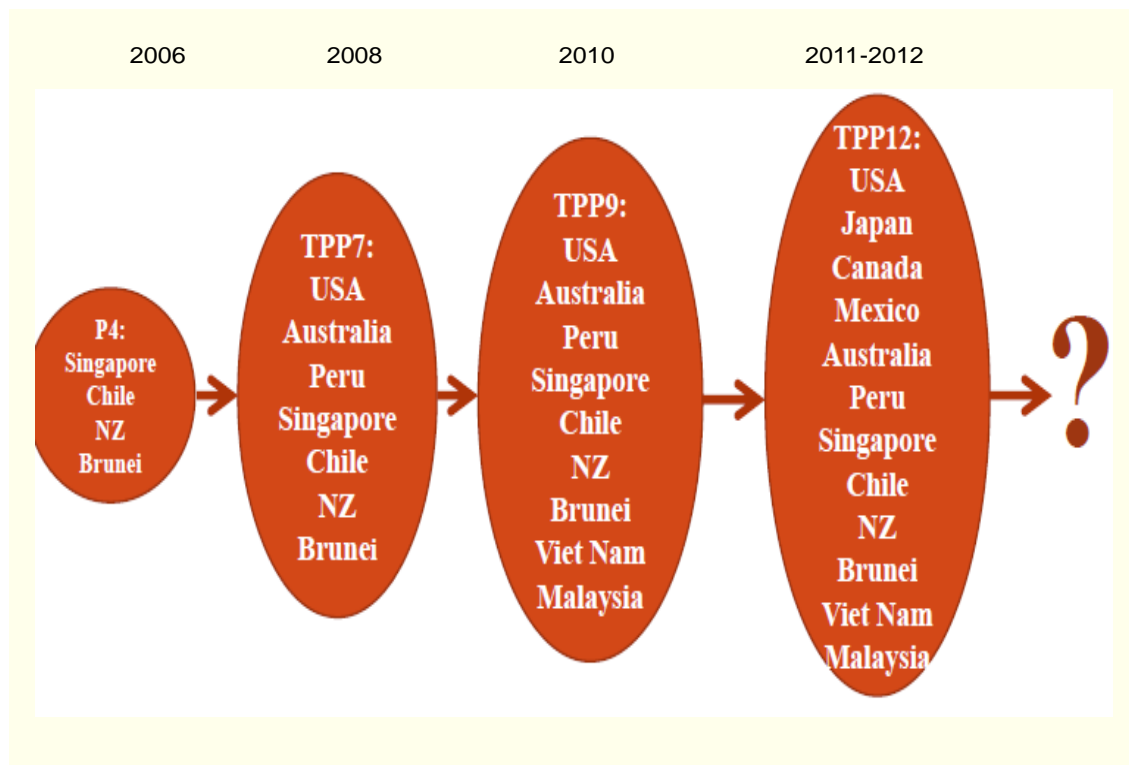 2006
2008
2010
2011-2012
P4:
Singapore
Chile
NZ
Brunei
TPP7:
USA
Australia
Peru
Singapore
Chile
NZ
Brunei
TPP9:
USA
Australia
Peru
Singapore
Chile
NZ
Brunei
Viet Nam
Malaysia
TPP12:
USA
Japan
Canada
Mexico
Australia
Peru
Singapore
Chile
NZ
Brunei
Viet Nam
Malaysia
?